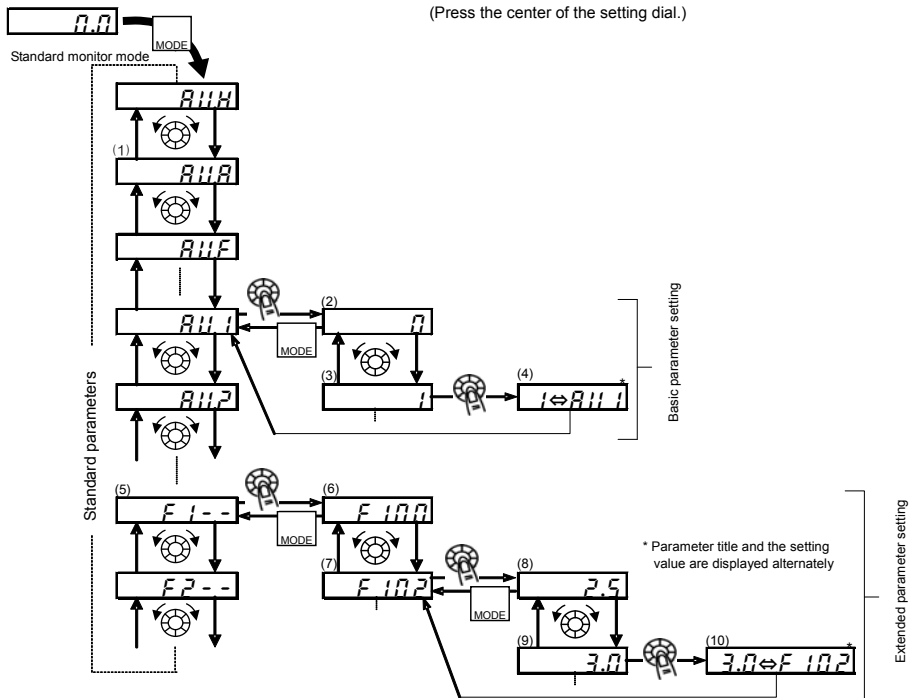 (Press the center of the setting dial.)
0.0
MODE
Standard monitor mode
AUH
(1)
AUA
AUF
AU1
(2)
0
MODE
(3)
1
(4)
1⇔AU1
*
AU2
Basic parameter setting
Standard parameters
(5)
F1--
(6)
F100
MODE
(7)
F102
F2--
* Parameter title and the setting
value are displayed alternately
(8)
2.5
MODE
(9)
3.0
(10)
3.0⇔F102
*
Extended parameter setting